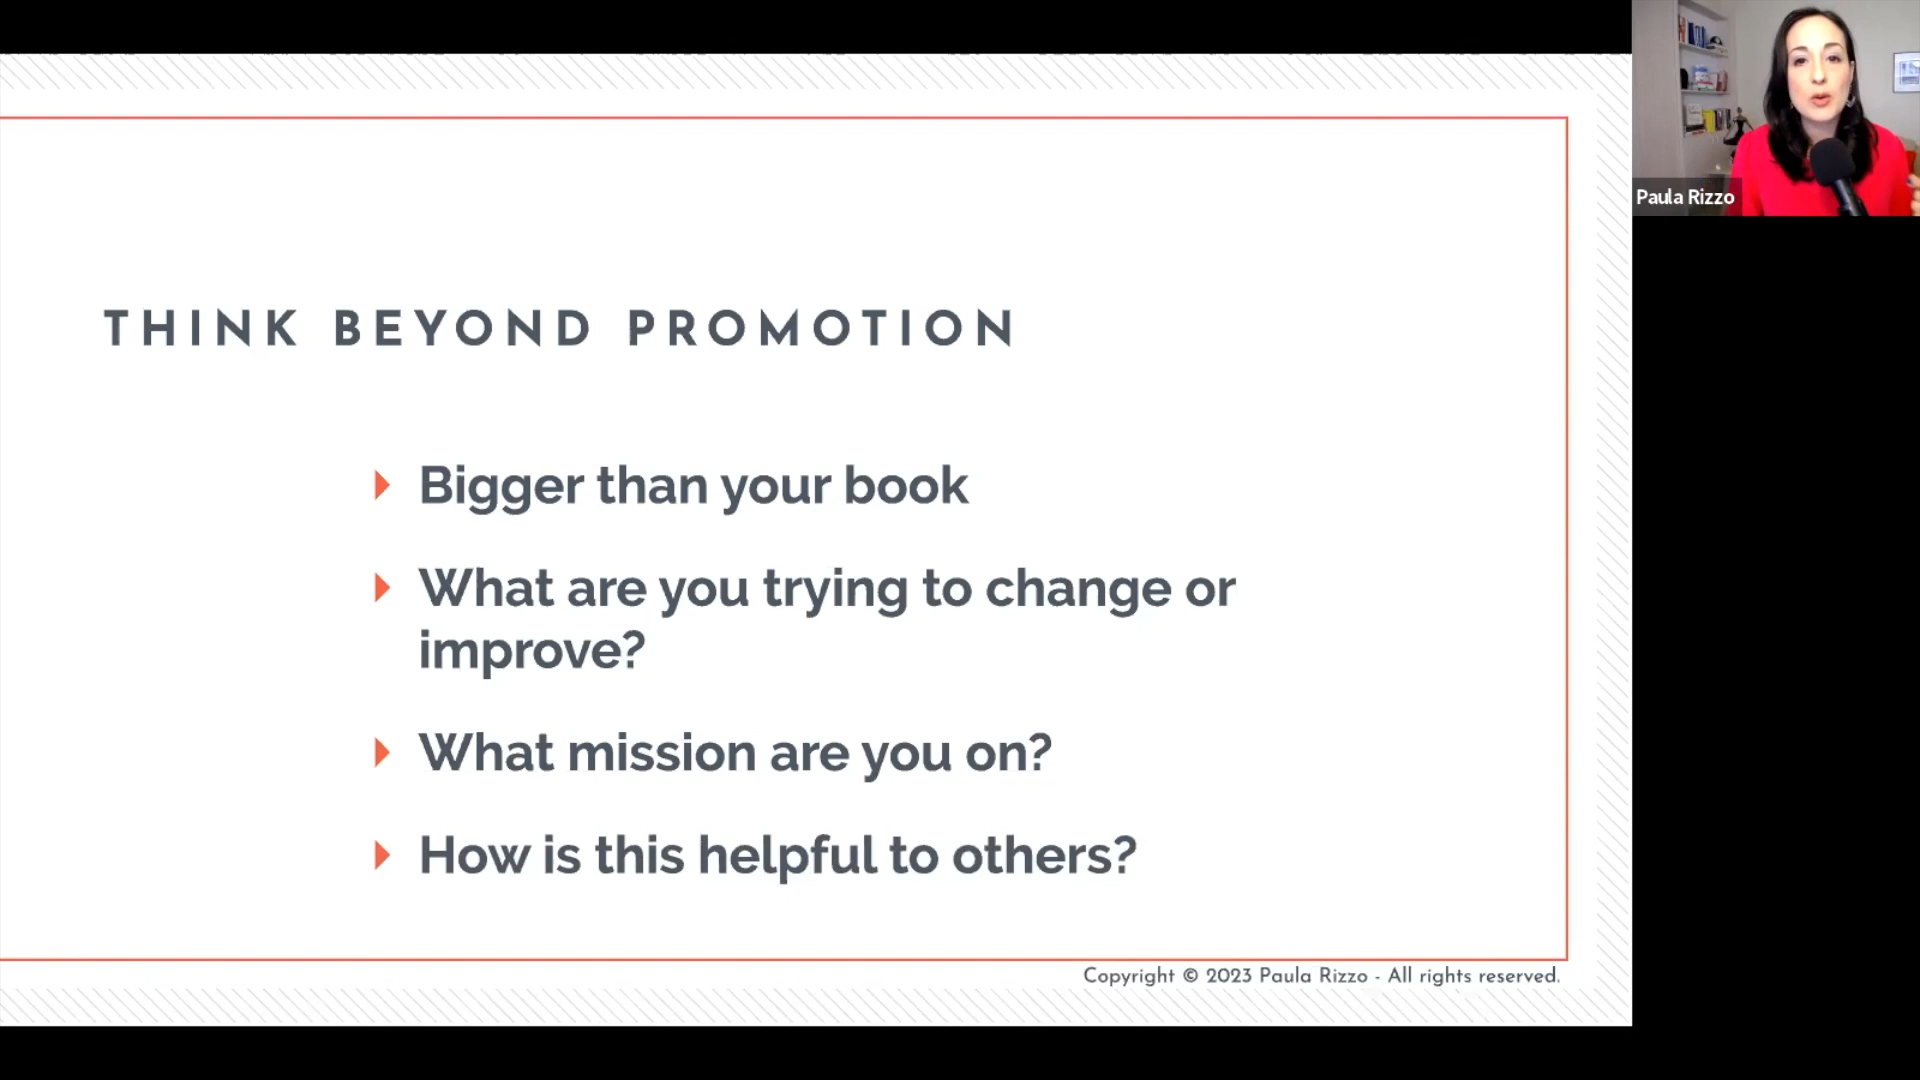 THINK BEYOND PROMOTION
Bigger than your book
What are you trying to change or
improve?
What mission are you on?
How is this helpful to others?
Copyright © 2023 Paula Rizzo - All rights reserved.
Paula Rizzo